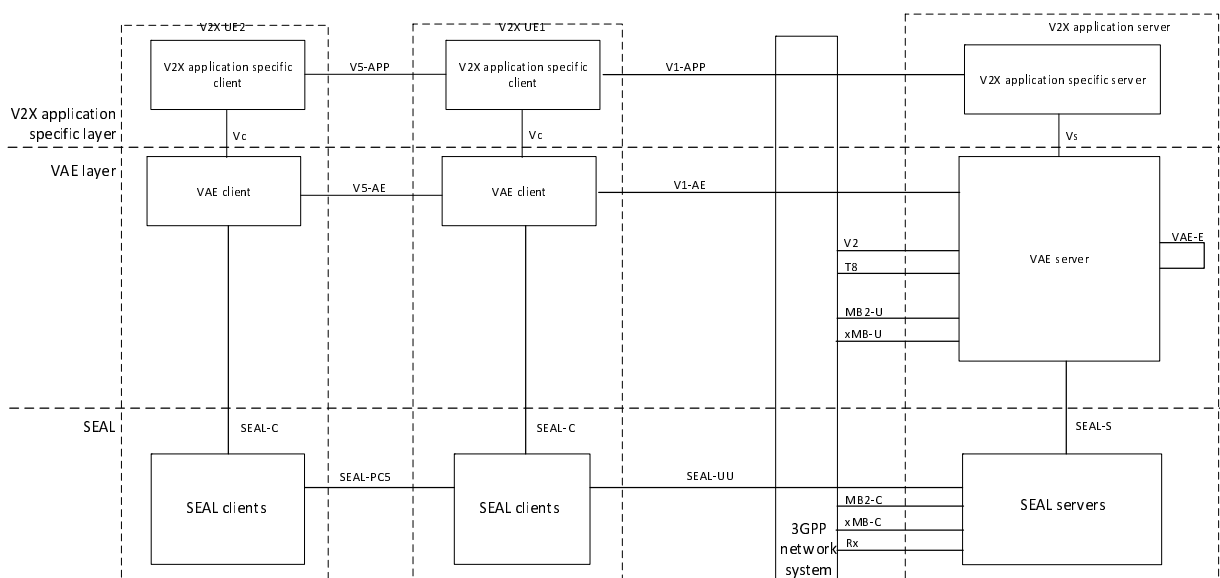 V2X UE2
V2X UE1
V2X application server
V2X application specific
client
V5-APP
V2X application specific
client
V1-APP
V2X application specific server
V2X application
specific layer
Vc
Vc
Vs
VAE layer
VAE client
V5-AE
VAE client
V1-AE
V2
T8
MB2-U
xMB-U
VAE server
VAE-E
SEAL
SEAL-C
SEAL-C
SEAL-S
SEAL-PC5
SEAL-UU
SEAL clients
SEAL clients
SEAL servers
MB2-C
xMB-C
Rx
3GPP
network
system